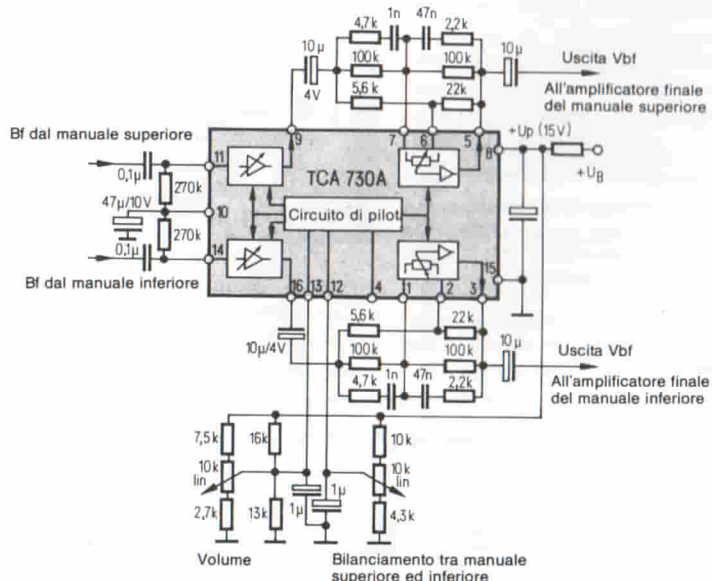 4,7k 1n 47n 2,2k
10µ 100k 100k 10µ Uscita Vbf
4V 5,6k 22k All'amplificatore finale
del manuale superiore
Bf dal manuale superiore
9 7 6 5 8 +Up (15V)
11 TCA 730A +UB
0,1µ 270k
47µ/10V 10 Circuito di pilot
270k
0,1µ 14 15
Bf dal manuale inferiore
16 13 12 4 1 2 3
5,6k 22k 10µ Uscita Vbf
10µ/4V 100k 100k
4,7k 1n 47n 2,2k All'amplificatore finale
del manuale inferiore
7,5k 16k 10k
10k lin 10k lin
2,7k 13k 1µ 1µ 4,3k
Volume Bilanciamento tra manuale
superiore ed inferiore